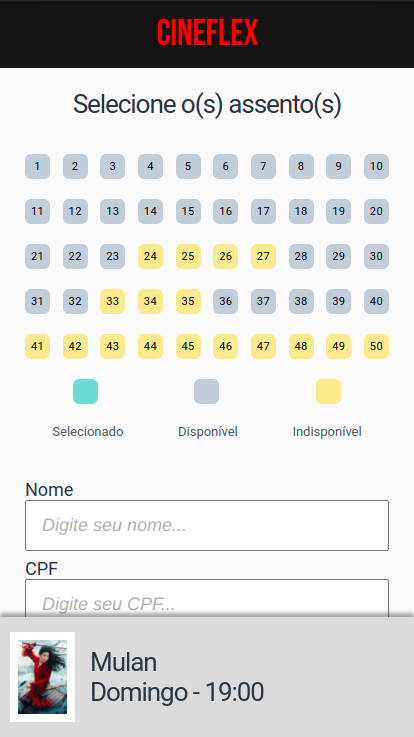 CINEFLEX
Selecione o(s) assento(s)
1 2 3 4 5 6 7 8 9 10
11 12 13 14 15 16 17 18 19 20
21 22 23 24 25 26 27 28 29 30
31 32 33 34 35 36 37 38 39 40
41 42 43 44 45 46 47 48 49 50
Selecionado Disponível Indisponível
Nome
Digite seu nome...
CPF
Digite seu CPF...
Mulan
Domingo - 19:00